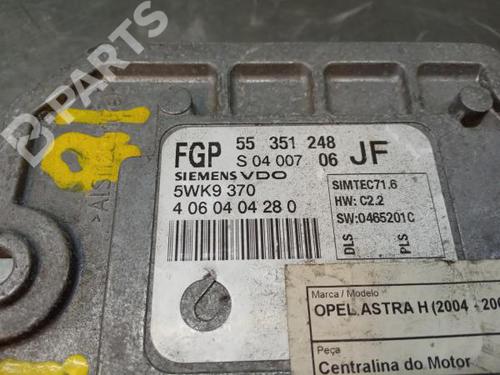 B-PARTS
FGP 55 351 248
S 04 007 06 JF
SIEMENS VDO
5WK9 370
4 06 04 04 28 0
SIMTEC71.6
HW: C2.2
SW:0465201C
DLS
PLS
Marca / Modelo
OPEL ASTRA H (2004 - 20
Peça
Centralina do Motor